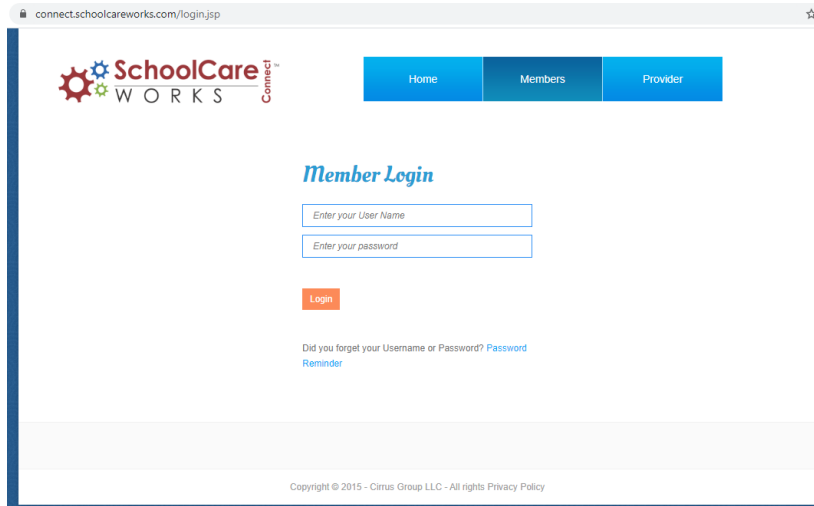 connect.schoolcareworks.com/login.jsp
SchoolCare
WORKS
Connect™
Home Members Provider
Member Login
Enter your User Name
Enter your password
Login
Did you forget your Username or Password? Password
Reminder
Copyright © 2015 - Cirrus Group LLC - All rights Privacy Policy